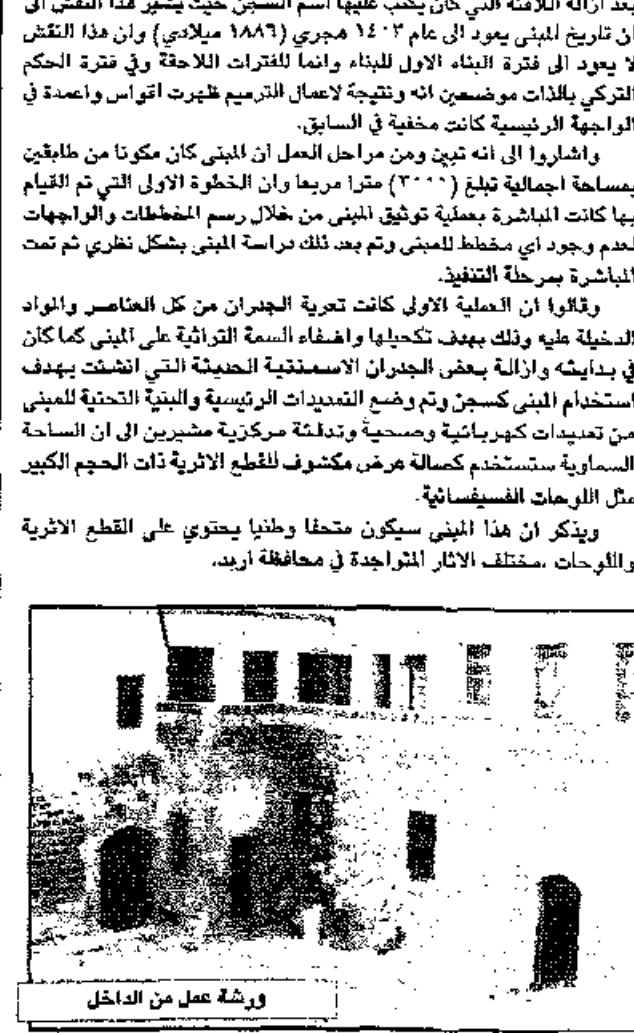 بعد ازالة اللافتة التي كان يكتب عليها اسم السجن حيث يشير هذا النقش الى
ان تاريخ المبنى يعود الى عام ١٤٠٣ هجري (١٨٨٦ ميلادي) وان هذا النقش
لا يعود الى فترة البناء الاول للبناء وانما للفترات اللاحقة وفي فترة الحكم
التركي بالذات موضحين انه ونتيجة لاعمال الترميم ظهرت اقواس واعمدة في
الواجهة الرئيسية كانت مخفية في السابق.
واشاروا الى انه تبين ومن مراحل العمل ان المبنى كان مكونا من طابقين
بمساحة اجمالية تبلغ (٣٠٠٠) مترا مربعا وان الخطوة الاولى التي تم القيام
بها كانت المباشرة بعملية توثيق المبنى من خلال رسم المخططات والواجهات
لعدم وجود اي مخطط للمبنى وتم بعد ذلك دراسة المبنى بشكل نظري ثم تمت
المباشرة بمرحلة التنفيذ.
وقالوا ان العملية الاولى كانت تعرية الجدران من كل العناصر والمواد
الدخيلة عليه وذلك بهدف تكحيلها واضفاء السمة التراثية على المبنى كما كان
في بدايته وازالة بعض الجدران الاسمنتية الحديثة التي انشئت بهدف
استخدام المبنى كسجن وتم وضع التمديدات الرئيسية والبنية التحتية للمبنى
من تمديدات كهربائية وصحية وتدفئة مركزية مشيرين الى ان الساحة
السماوية ستستخدم كصالة عرض مكشوف للقطع الاثرية ذات الحجم الكبير
مثل اللوحات الفسيفسائية.
ويذكر ان هذا المبنى سيكون متحفا وطنيا يحتوي على القطع الاثرية
واللوحات ،مختلف الاثار المتواجدة في محافظة اربد.
ورشة عمل من الداخل